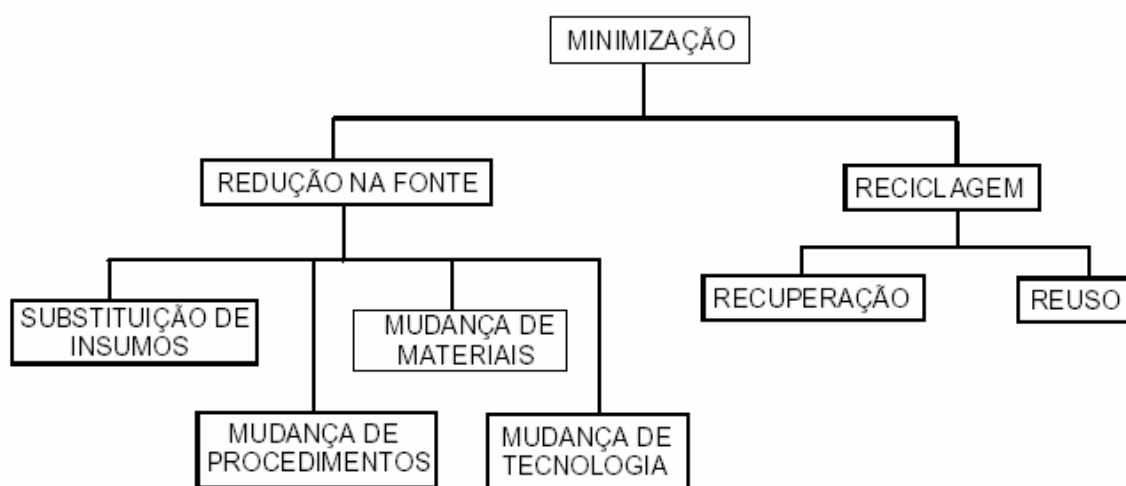 MINIMIZAÇÃO
REDUÇÃO NA FONTE
RECICLAGEM
SUBSTITUIÇÃO DE
INSUMOS
MUDANÇA DE
MATERIAIS
RECUPERAÇÃO
REUSO
MUDANÇA DE
PROCEDIMENTOS
MUDANÇA DE
TECNOLOGIA